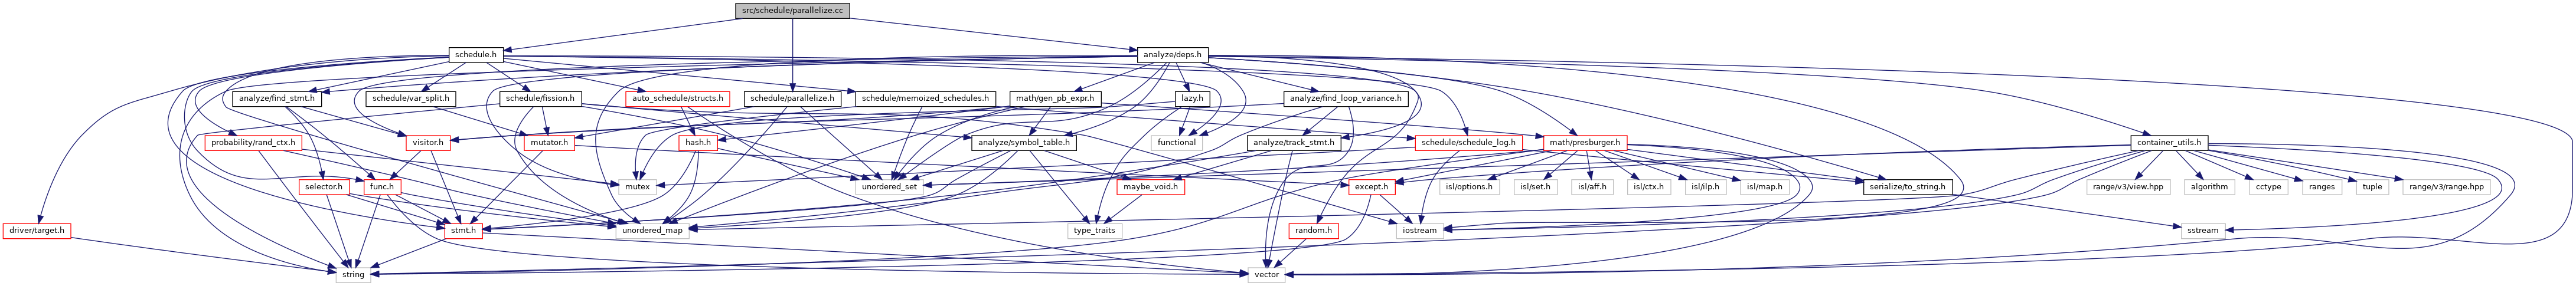 src/schedule/parallelize.cc
schedule.h
analyze/deps.h
analyze/find_stmt.h
schedule/var_split.h
schedule/fission.h
auto_schedule/structs.h
schedule/parallelize.h
schedule/memoized_schedules.h
math/gen_pb_expr.h
lazy.h
analyze/find_loop_variance.h
probability/rand_ctx.h
visitor.h
mutator.h
hash.h
analyze/symbol_table.h
functional
analyze/track_stmt.h
schedule/schedule_log.h
math/presburger.h
container_utils.h
selector.h
func.h
mutex
unordered_set
maybe_void.h
except.h
isl/options.h
isl/set.h
isl/aff.h
isl/ctx.h
isl/ilp.h
isl/map.h
serialize/to_string.h
range/v3/view.hpp
algorithm
cctype
ranges
tuple
range/v3/range.hpp
driver/target.h
stmt.h
unordered_map
type_traits
random.h
iostream
sstream
string
vector